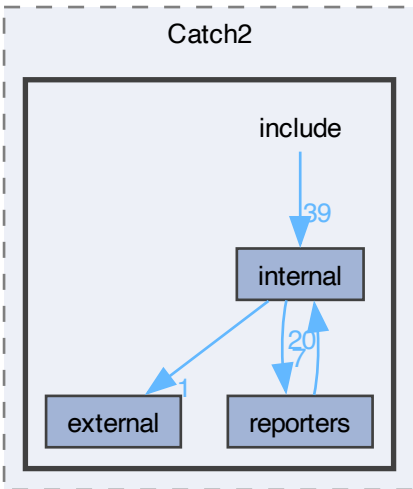 Catch2
include
39
internal
20
7
1
external
reporters